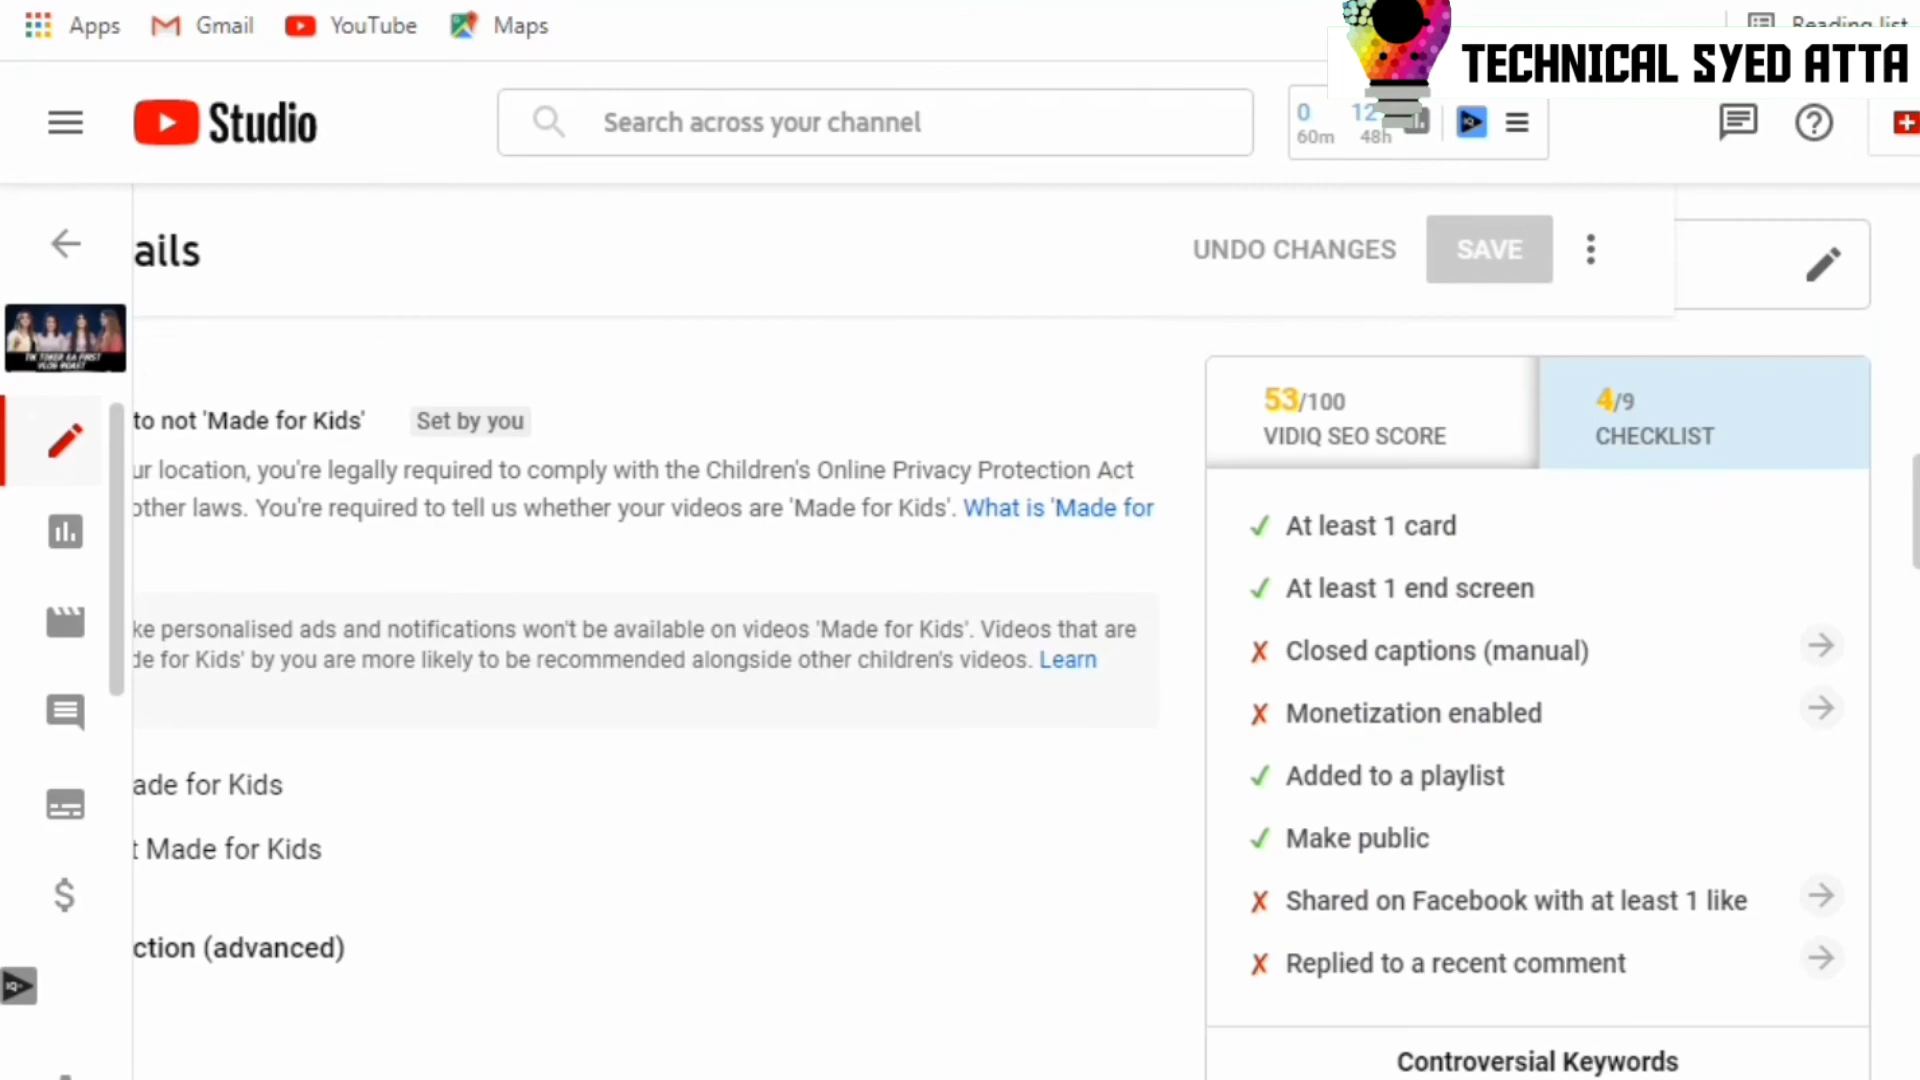 Apps Gmail YouTube Maps Reading list
TECHNICAL SYED ATTA
Studio
Search across your channel
0 12
60m 48h
ails
UNDO CHANGES SAVE
TIK TOKER KA FIRST
VLOG ROAST
to not 'Made for Kids' Set by you
ur location, you're legally required to comply with the Children's Online Privacy Protection Act
other laws. You're required to tell us whether your videos are 'Made for Kids'. What is 'Made for
ke personalised ads and notifications won't be available on videos 'Made for Kids'. Videos that are
de for Kids' by you are more likely to be recommended alongside other children's videos. Learn
ade for Kids
t Made for Kids
ction (advanced)
53/100
VIDIQ SEO SCORE
4/9
CHECKLIST
At least 1 card
At least 1 end screen
Closed captions (manual)
Monetization enabled
Added to a playlist
Make public
Shared on Facebook with at least 1 like
Replied to a recent comment
Controversial Keywords